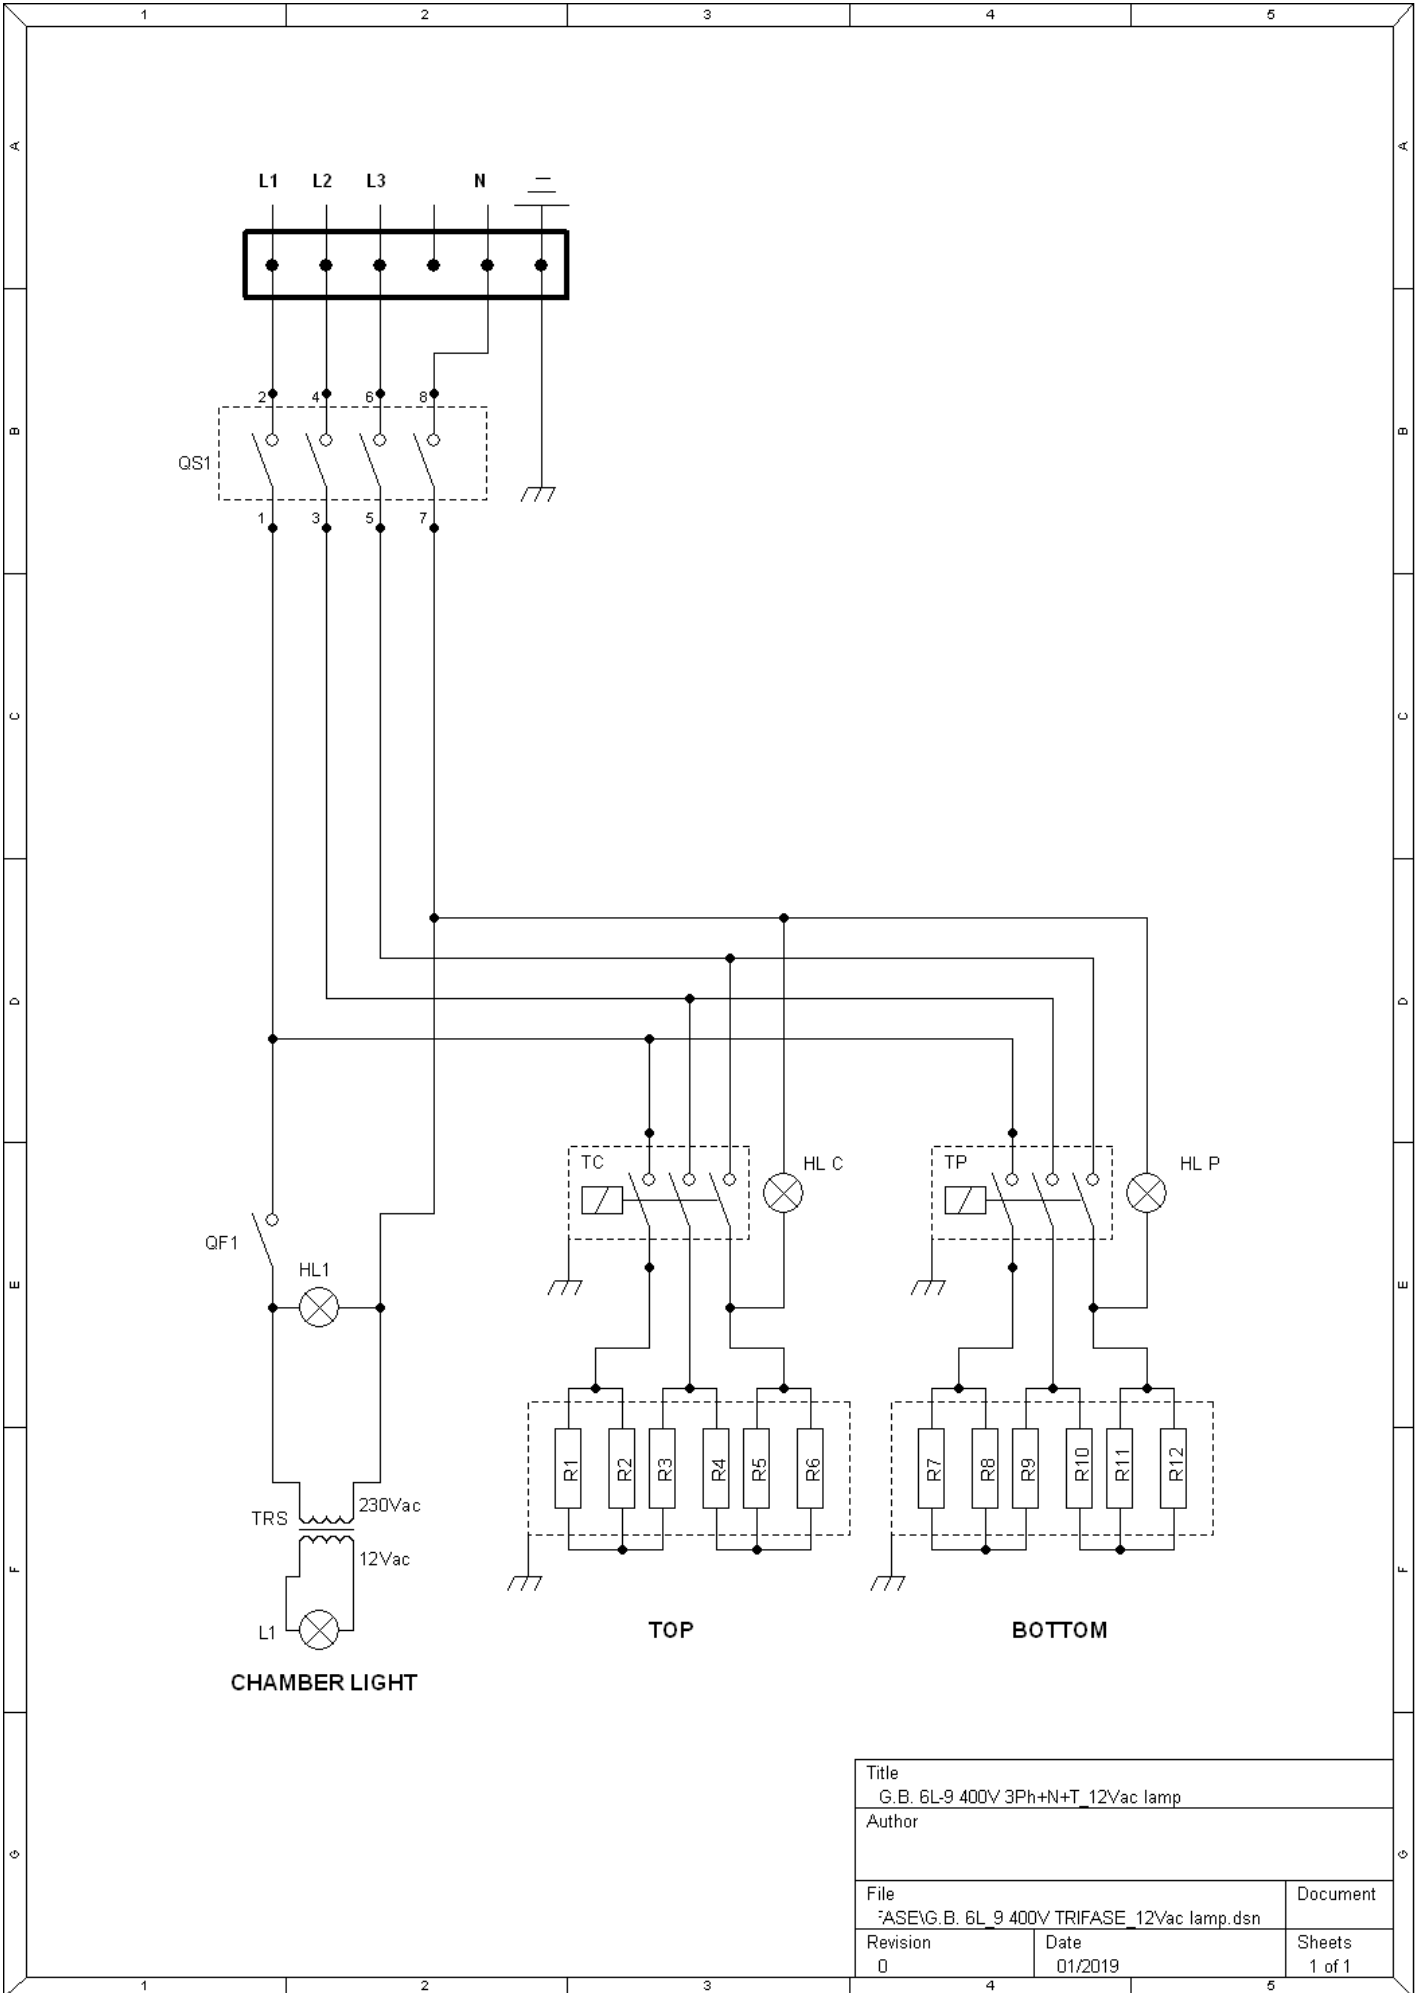 1 2 3 4 5
A A
L1 L2 L3 N
B B
2 4 6 8
QS1
1 3 5 7
C C
D D
TC HL C TP HL P
QF1
HL1
E E
R1 R2 R3 R4 R5 R6 R7 R8 R9 R10 R11 R12
230Vac
TRS
12Vac
F F
L1 TOP BOTTOM
CHAMBER LIGHT
Title
G.B. 6L-9 400V 3Ph+N+T_12Vac lamp
Author
G G
File Document
ASE\G.B. 6L_9 400V TRIFASE_12Vac lamp.dsn
Revision Date Sheets
0 01/2019 1 of 1
1 2 3 4 5